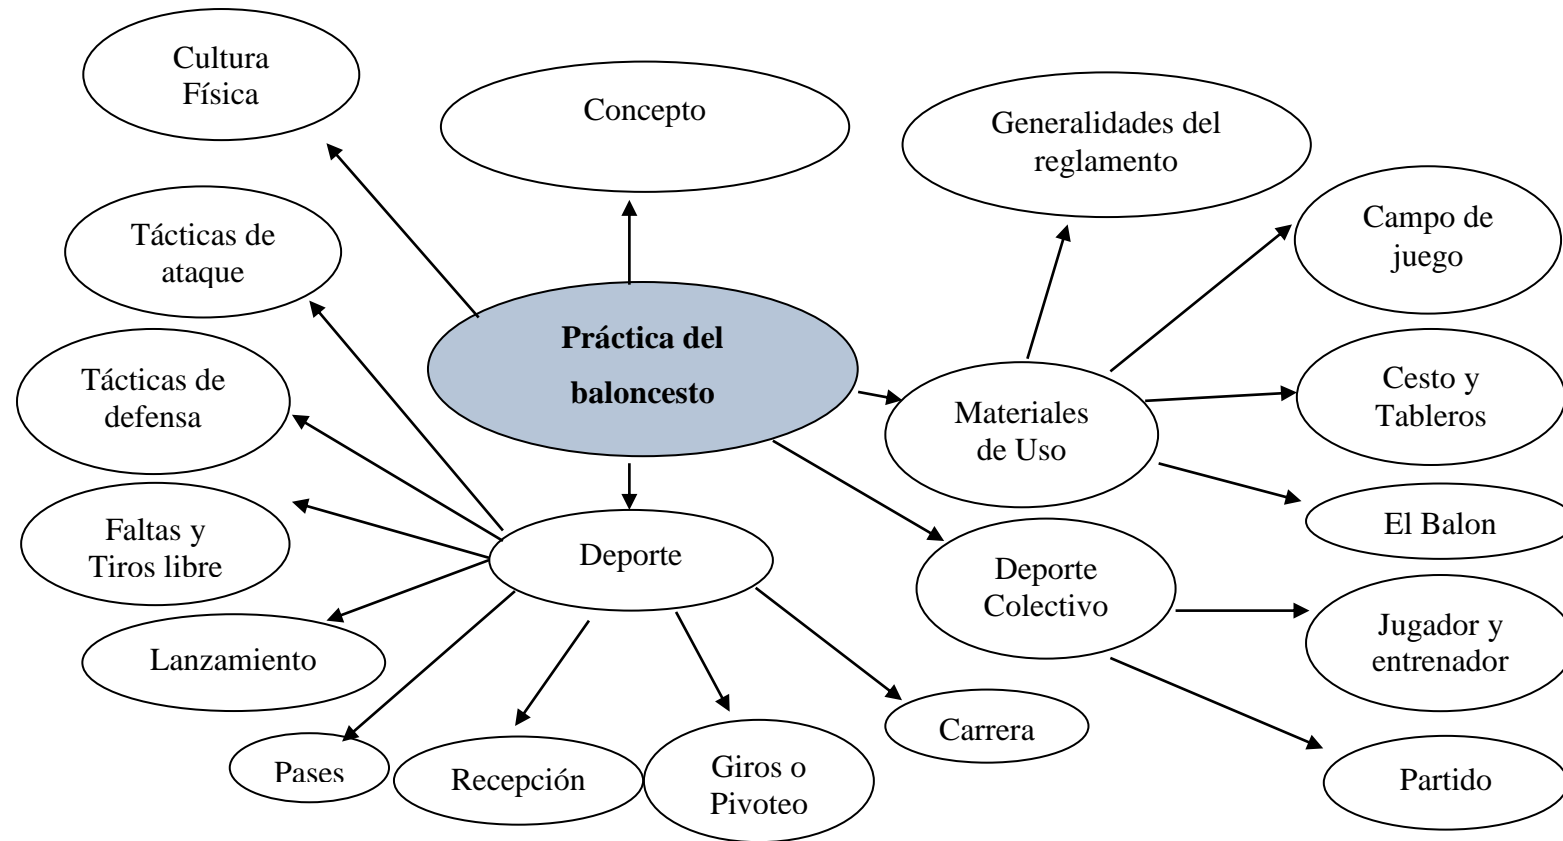 Cultura
Física
Concepto
Generalidades del
reglamento
Campo de
juego
Tácticas de
ataque
Práctica del
baloncesto
Tácticas de
defensa
Cesto y
Tableros
Materiales
de Uso
Faltas y
Tiros libre
El Balon
Deporte
Deporte
Colectivo
Jugador y
entrenador
Lanzamiento
Carrera
Pases
Recepción
Giros o
Pivoteo
Partido